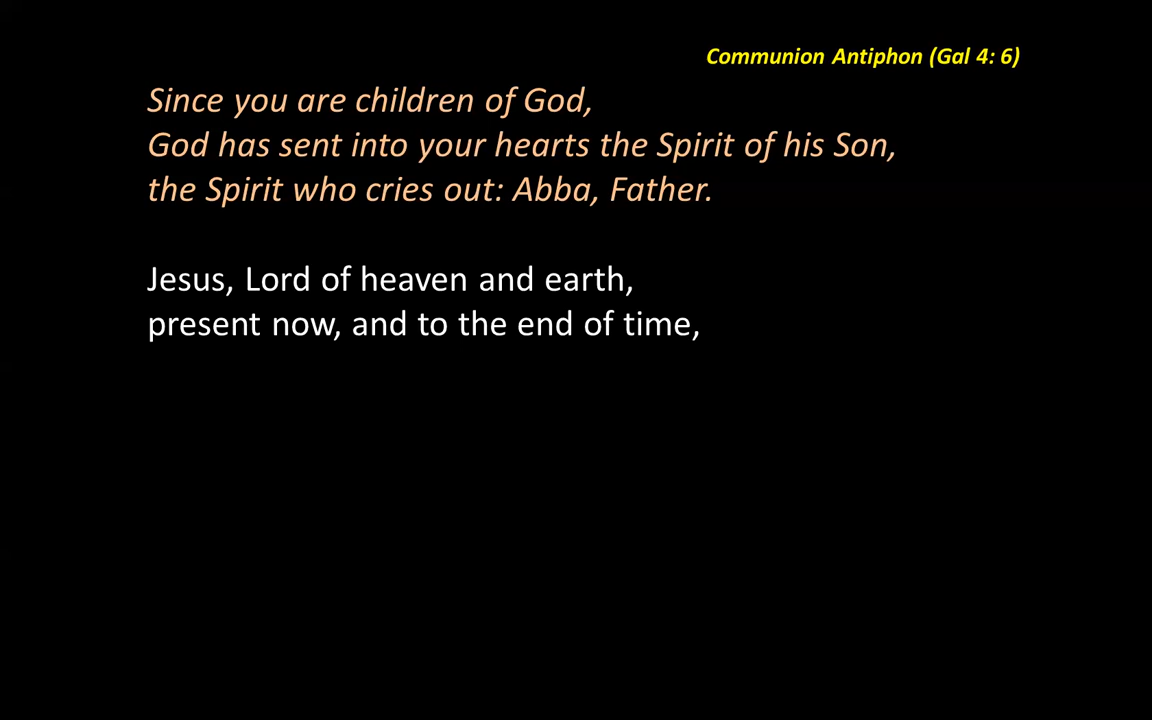 Communion Antiphon (Gal 4: 6)
Since you are children of God,
God has sent into your hearts the Spirit of his Son,
the Spirit who cries out: Abba, Father.
Jesus, Lord of heaven and earth,
present now, and to the end of time,